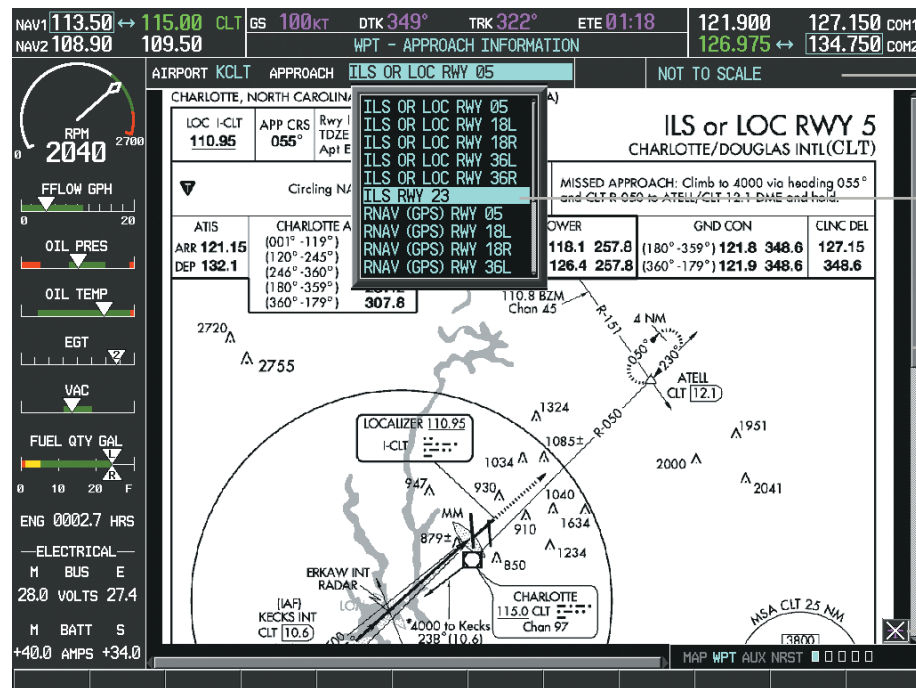 NAV1 113.50 ↔ 115.00 CLT
NAV2 108.90 109.50
GS 100KT DTK 349° TRK 322° ETE 01:18
WPT - APPROACH INFORMATION
121.900 127.150 COM1
126.975 ↔ 134.750 COM2
AIRPORT KCLT APPROACH ILS OR LOC RWY 05 NOT TO SCALE
ILS OR LOC RWY 05
ILS OR LOC RWY 18L
ILS OR LOC RWY 18R
ILS OR LOC RWY 36L
ILS OR LOC RWY 36R
ILS RWY 23
RNAV (GPS) RWY 05
RNAV (GPS) RWY 18L
RNAV (GPS) RWY 18R
RNAV (GPS) RWY 36L
RPM
0 2700
2040
FFLOW GPH
0 20
OIL PRES
OIL TEMP
EGT
2
VAC
FUEL QTY GAL
L
R
0 10 20 F
ENG 0002.7 HRS
ELECTRICAL
M BUS E
28.0 VOLTS 27.4
M BATT S
+40.0 AMPS +34.0
CHARLOTTE, NORTH CAROLINA
LOC I-CLT
110.95
APP CRS
055°
Rwy
TDZE
Apt
ILS or LOC RWY 5
CHARLOTTE/DOUGLAS INTL(CLT)
T
Circling NA
MISSED APPROACH: Climb to 4000 via heading 055°
and CLT R-050 to ATELL/CLT 12.1 DME and hold.
ATIS
ARR 121.15
DEP 132.1
CHARLOTTE A
(001°-119°)
(120°-245°)
(246°-360°)
(180°-359°)
(360°-179°) 307.8
118.1 257.8
126.4 257.8
GND CON
(180°-359°) 121.8 348.6
(360°-179°) 121.9 348.6
CLNC DEL
127.15
348.6
110.8 BZM
Chan 45
R-151
4 NM
050°
230°
ATELL
CLT 12.1
R-050
2720
2755
1324
1085±
1951
2000
2041
LOCALIZER 110.95
I-CLT
1034
947
930
1040
1634
910
MM
879±
1234
850
ERKAW INT
RADAR
(IAF)
KECKS INT
CLT 10.6
*4000 to Kecks
238° (10.6)
CHARLOTTE
115.0 CLT
Chan 97
MSA CLT 25 NM
3800
MAP WPT AUX NRST